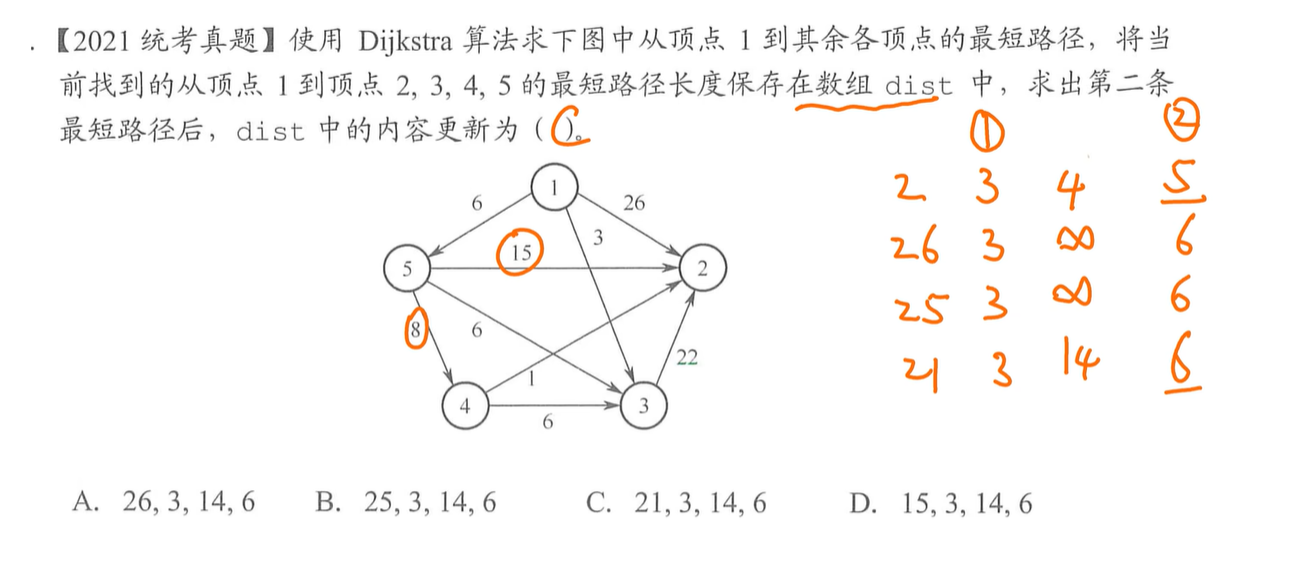 .【2021 统考真题】使用 Dijkstra 算法求下图中从顶点 1 到其余各顶点的最短路径，将当
前找到的从顶点 1 到顶点 2, 3, 4, 5 的最短路径长度保存在数组 dist 中，求出第二条
最短路径后，dist 中的内容更新为（C）。
① ②
2 3 4 5
26 3 ∞ 6
25 3 ∞ 6
21 3 14 6
1
6
26
15
3
5
2
8
6
22
1
4
3
6
A. 26, 3, 14, 6 B. 25, 3, 14, 6 C. 21, 3, 14, 6 D. 15, 3, 14, 6